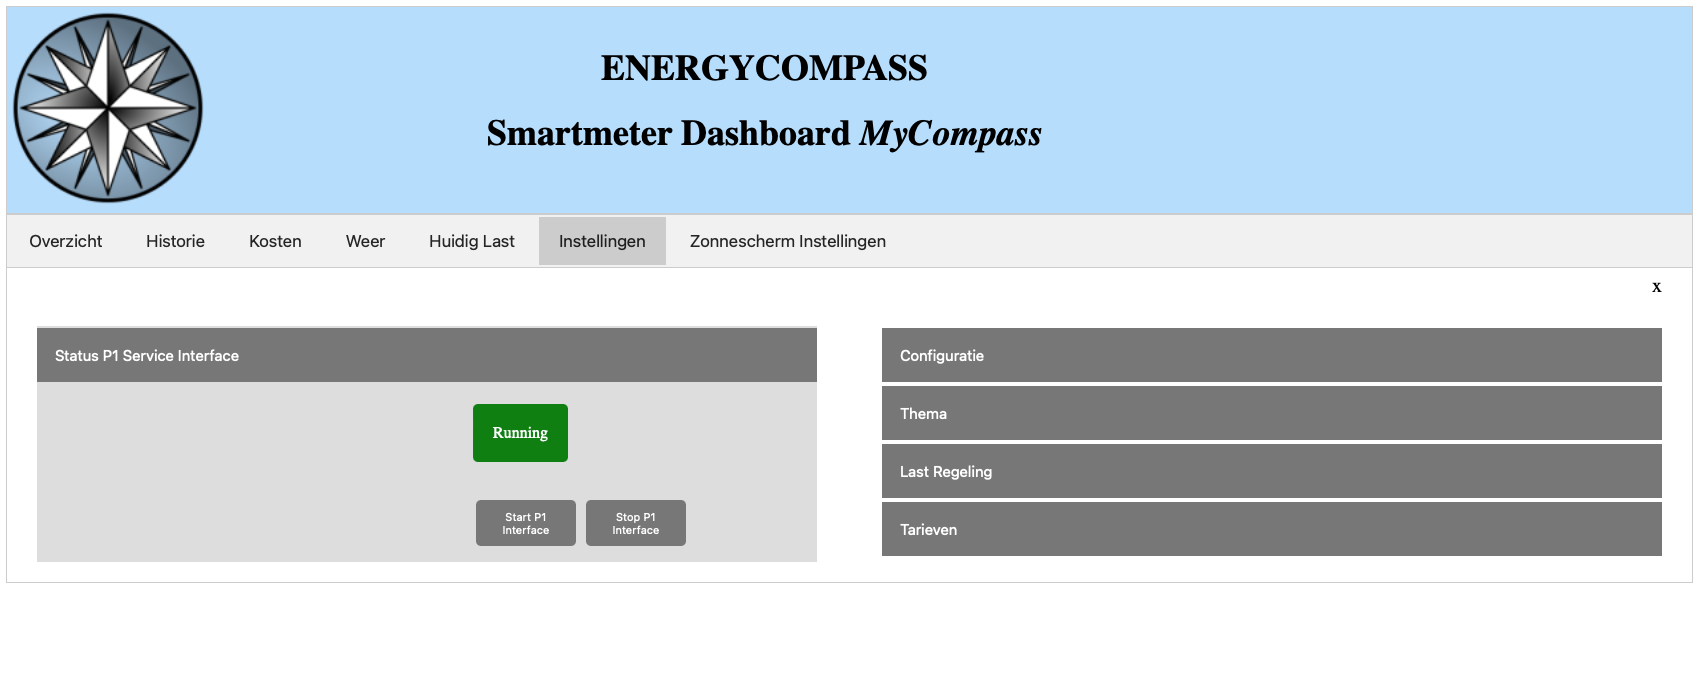 ENERGYCOMPASS
Smartmeter Dashboard MyCompass
Overzicht Historie Kosten Weer Huidig Last Instellingen Zonnescherm Instellingen
x
Status P1 Service Interface
Running
Start P1
Interface
Stop P1
Interface
Configuratie
Thema
Last Regeling
Tarieven